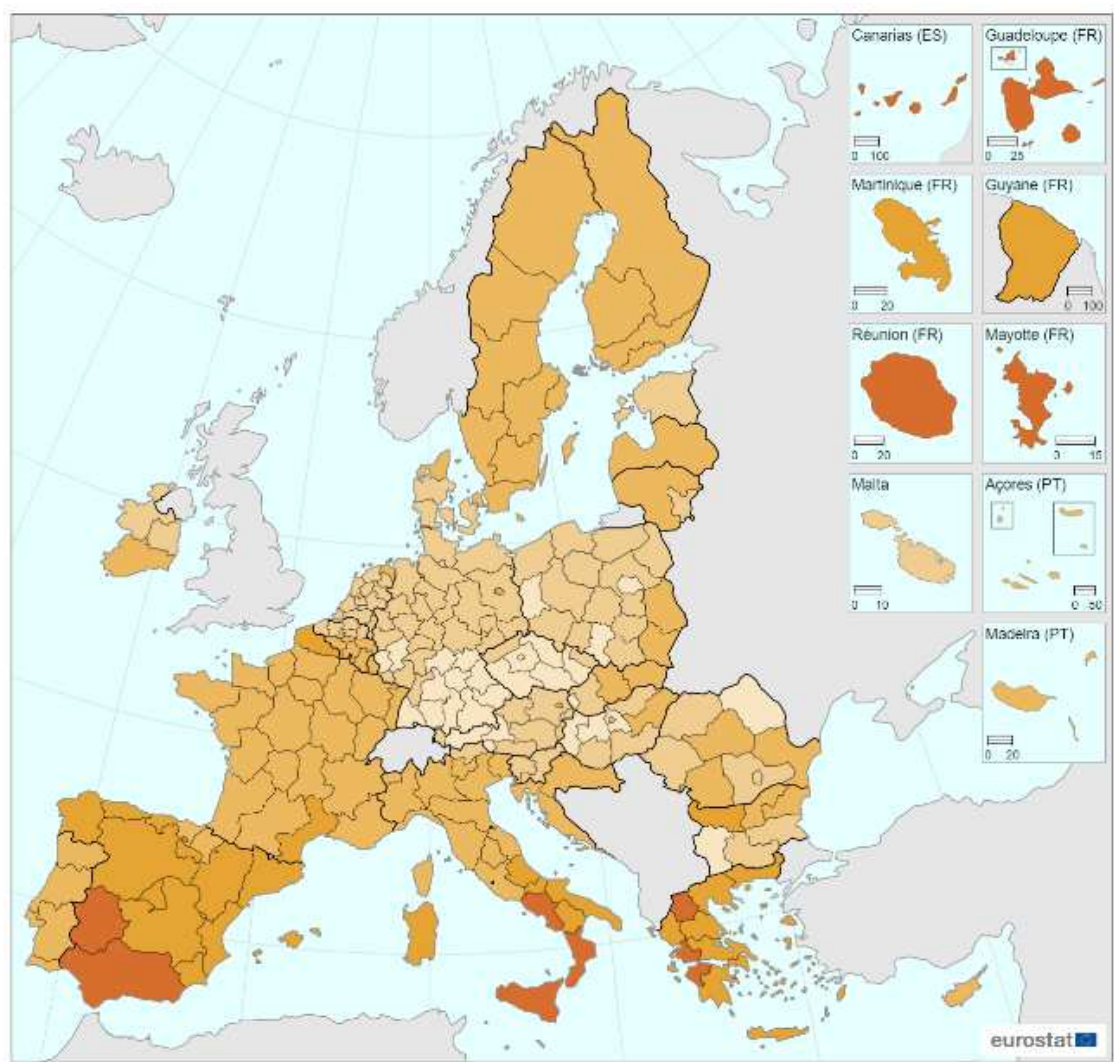 Canarias (ES)
0 100
Guadeloupe (FR)
0 25
Martinique (FR)
0 20
Guyane (FR)
0 100
Réunion (FR)
0 20
Mayotte (FR)
0 15
Malta
0 10
Açores (PT)
0 50
Madeira (PT)
0 20
eurostat